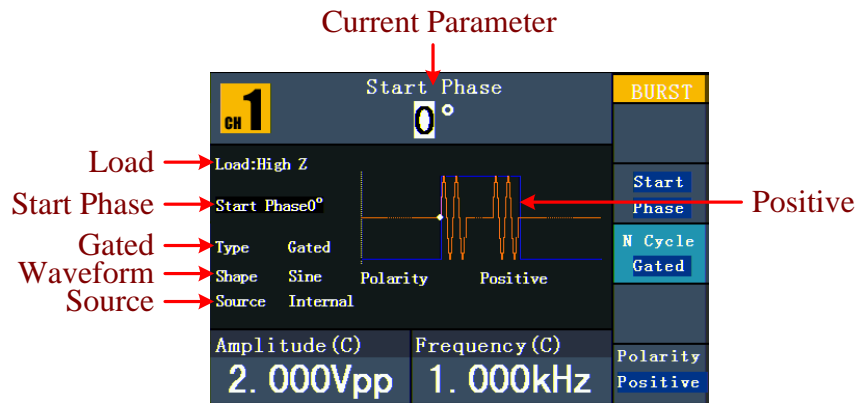 Current Parameter
CH 1
Start Phase
0°
BURST
Load
Load:High Z
Start Phase
Start Phase0°
Start
Phase
Positive
Gated
Type Gated
N Cycle
Gated
Waveform
Shape Sine
Polarity Positive
Source
Source Internal
Amplitude(C)
2.000Vpp
Frequency(C)
1.000kHz
Polarity
Positive